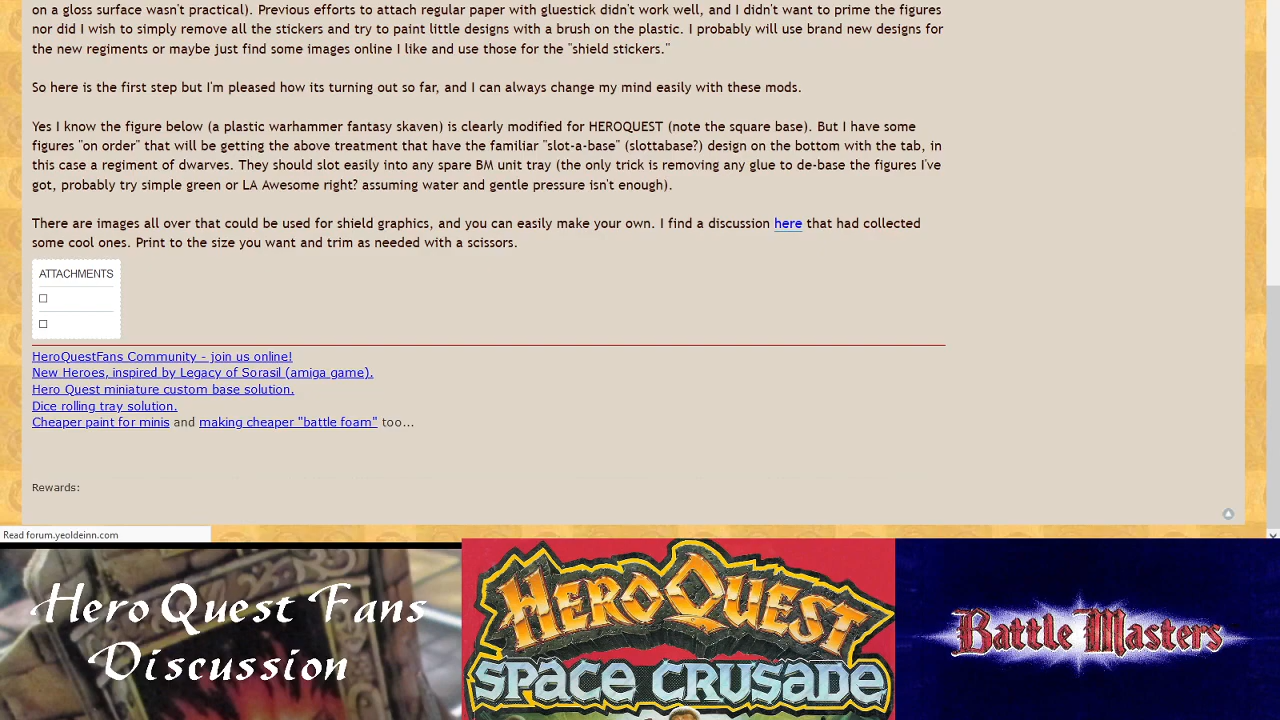 on a gloss surface wasn't practical). Previous efforts to attach regular paper with gluestick didn't work well, and I didn't want to prime the figures
nor did I wish to simply remove all the stickers and try to paint little designs with a brush on the plastic. I probably will use brand new designs for
the new regiments or maybe just find some images online I like and use those for the "shield stickers."
So here is the first step but I'm pleased how its turning out so far, and I can always change my mind easily with these mods.
Yes I know the figure below (a plastic warhammer fantasy skaven) is clearly modified for HEROQUEST (note the square base). But I have some
figures "on order" that will be getting the above treatment that have the familiar "slot-a-base" (slottabase?) design on the bottom with the tab, in
this case a regiment of dwarves. They should slot easily into any spare BM unit tray (the only trick is removing any glue to de-base the figures I've
got, probably try simple green or LA Awesome right? assuming water and gentle pressure isn't enough).
There are images all over that could be used for shield graphics, and you can easily make your own. I find a discussion here that had collected
some cool ones. Print to the size you want and trim as needed with a scissors.
ATTACHMENTS
HeroQuestFans Community - join us online!
New Heroes, inspired by Legacy of Sorasil (amiga game).
Hero Quest miniature custom base solution.
Dice rolling tray solution.
Cheaper paint for minis and making cheaper "battle foam" too...
Rewards:
Read forum.yeoldeinn.com
Hero Quest Fans
Discussion
HEROQUEST
SPACE CRUSADE
Battle Masters